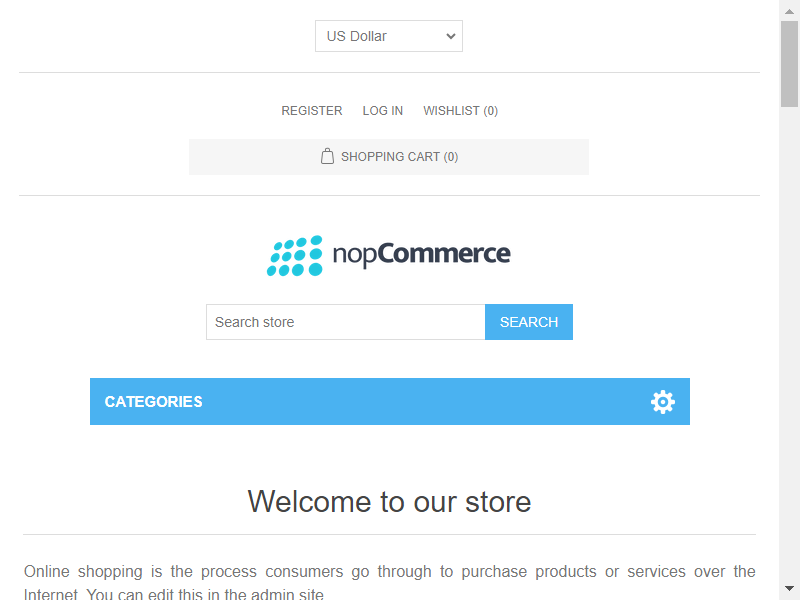 US Dollar
REGISTER LOG IN WISHLIST (0)
SHOPPING CART (0)
nopCommerce
Search store SEARCH
CATEGORIES
Welcome to our store
Online shopping is the process consumers go through to purchase products or services over the
Internet. You can edit this in the admin site.